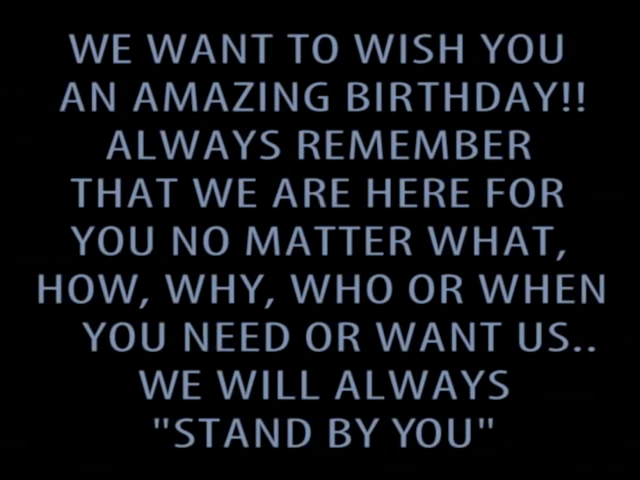 WE WANT TO WISH YOU
AN AMAZING BIRTHDAY!!
ALWAYS REMEMBER
THAT WE ARE HERE FOR
YOU NO MATTER WHAT,
HOW, WHY, WHO OR WHEN
YOU NEED OR WANT US..
WE WILL ALWAYS
"STAND BY YOU"